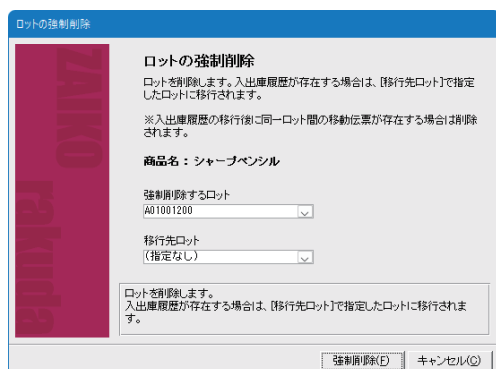 ロットの強制削除
ZAIKO rakuda
ロットの強制削除
ロットを削除します。入出庫履歴が存在する場合は、[移行先ロット]で指定
したロットに移行されます。
※入出庫履歴の移行後に同一ロット間の移動伝票が存在する場合は削除
されます。
商品名：シャープペンシル
強制削除するロット
A01001200
移行先ロット
(指定なし)
ロットを削除します。
入出庫履歴が存在する場合は、[移行先ロット]で指定したロットに移行されま
す。
強制削除(F) キャンセル(C)